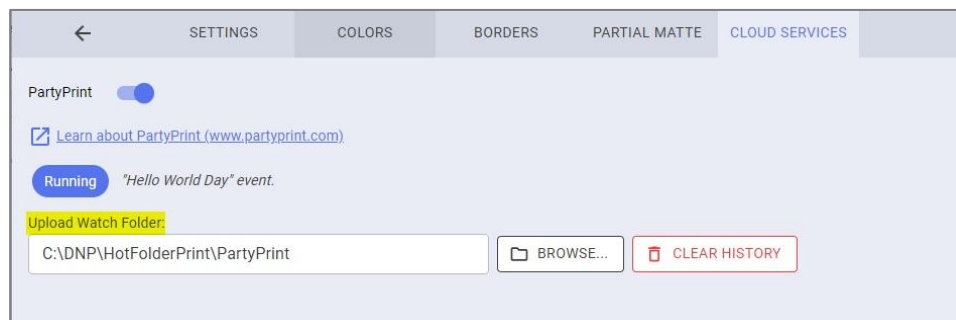 SETTINGS COLORS BORDERS PARTIAL MATTE CLOUD SERVICES
PartyPrint
Learn about PartyPrint (www.partyprint.com)
Running "Hello World Day" event.
Upload Watch Folder:
C:\DNP\HotFolderPrint\PartyPrint BROWSE... CLEAR HISTORY